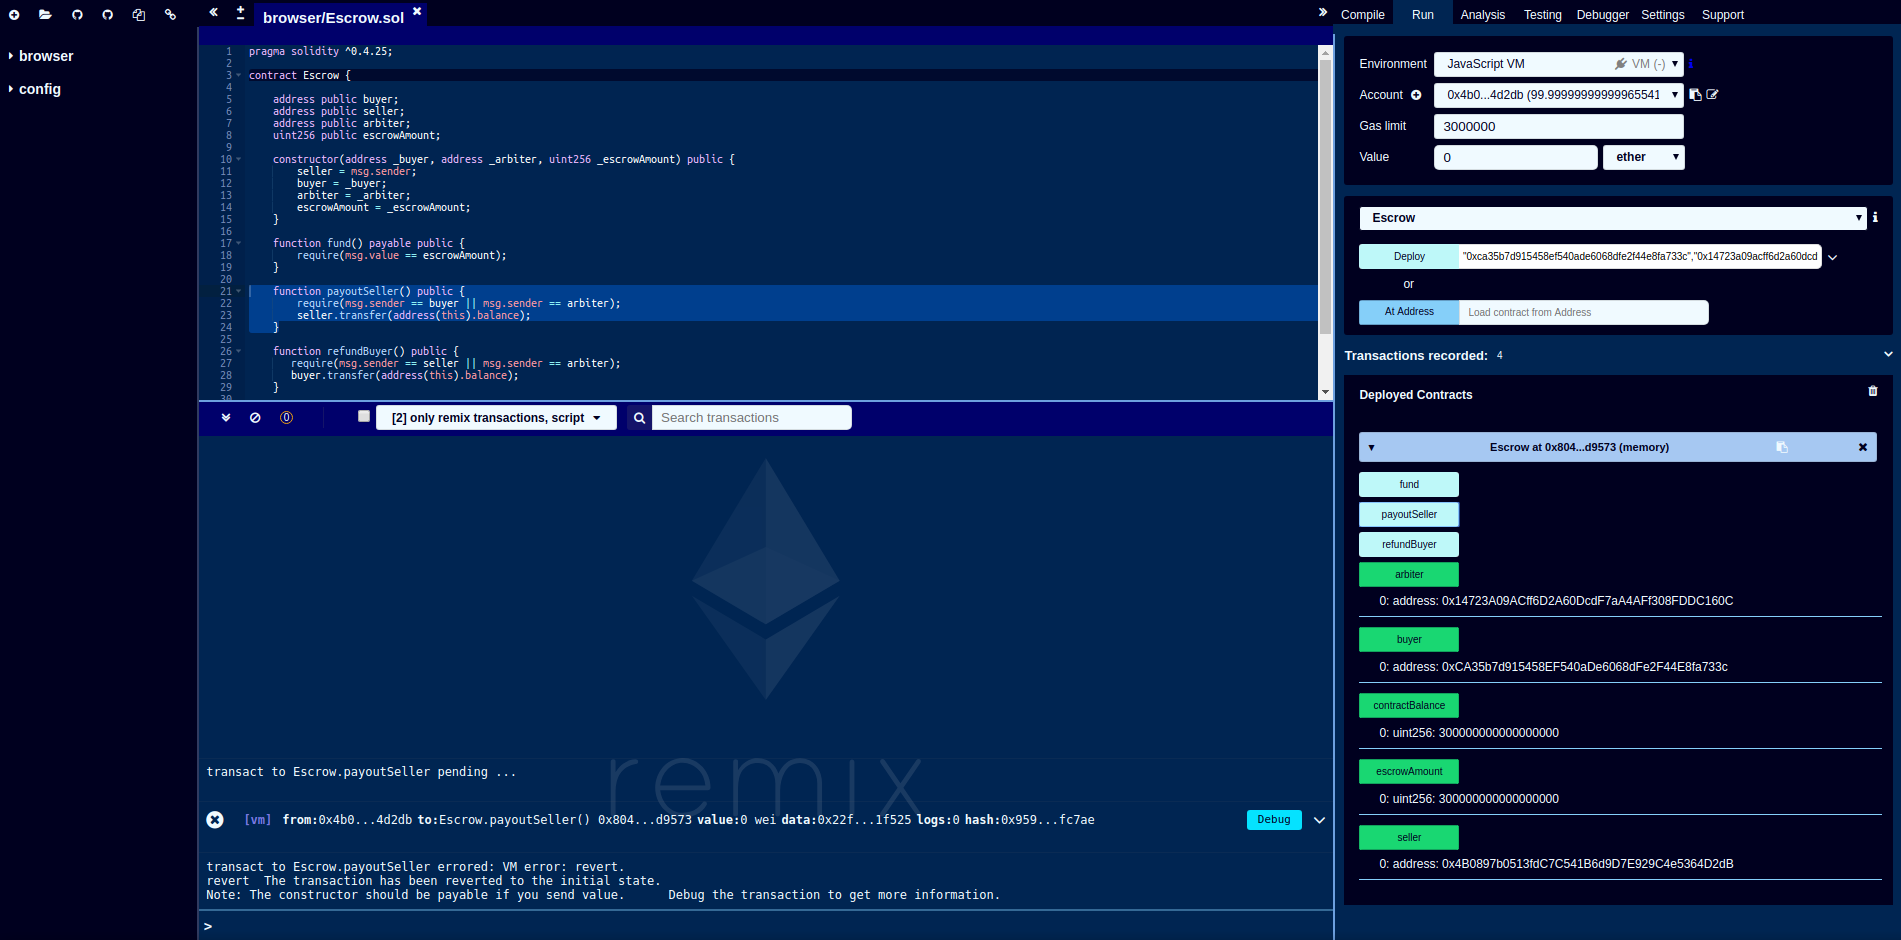 browser/Escrow.sol
Compile
Run
Analysis
Testing
Debugger
Settings
Support
browser
config
1 pragma solidity ^0.4.25;
2
3 contract Escrow {
4
5 address public buyer;
6 address public seller;
7 address public arbiter;
8 uint256 public escrowAmount;
9
10 constructor(address _buyer, address _arbiter, uint256 _escrowAmount) public {
11 seller = msg.sender;
12 buyer = _buyer;
13 arbiter = _arbiter;
14 escrowAmount = _escrowAmount;
15 }
16
17 function fund() payable public {
18 require(msg.value == escrowAmount);
19 }
20
21 function payoutSeller() public {
22 require(msg.sender == buyer || msg.sender == arbiter);
23 seller.transfer(address(this).balance);
24 }
25
26 function refundBuyer() public {
27 require(msg.sender == seller || msg.sender == arbiter);
28 buyer.transfer(address(this).balance);
29 }
30
0
[2] only remix transactions, script
Search transactions
remix
transact to Escrow.payoutSeller pending ...
[vm] from:0x4b0...4d2db to:Escrow.payoutSeller() 0x804...d9573 value:0 wei data:0x22f...1f525 logs:0 hash:0x959...fc7ae
Debug
transact to Escrow.payoutSeller errored: VM error: revert.
revert The transaction has been reverted to the initial state.
Note: The constructor should be payable if you send value. Debug the transaction to get more information.
>
Environment JavaScript VM VM (-)
Account 0x4b0...4d2db (99.99999999999965541
Gas limit 3000000
Value 0 ether
Escrow
Deploy "0xca35b7d915458ef540ade6068dfe2f44e8fa733c","0x14723a09acff6d2a60dcd
or
At Address Load contract from Address
Transactions recorded: 4
Deployed Contracts
Escrow at 0x804...d9573 (memory)
fund
payoutSeller
refundBuyer
arbiter
0: address: 0x14723A09ACff6D2A60DcdF7aA4AFf308FDDC160C
buyer
0: address: 0xCA35b7d915458EF540aDe6068dFe2F44E8fa733c
contractBalance
0: uint256: 300000000000000000
escrowAmount
0: uint256: 300000000000000000
seller
0: address: 0x4B0897b0513fdC7C541B6d9D7E929C4e5364D2dB